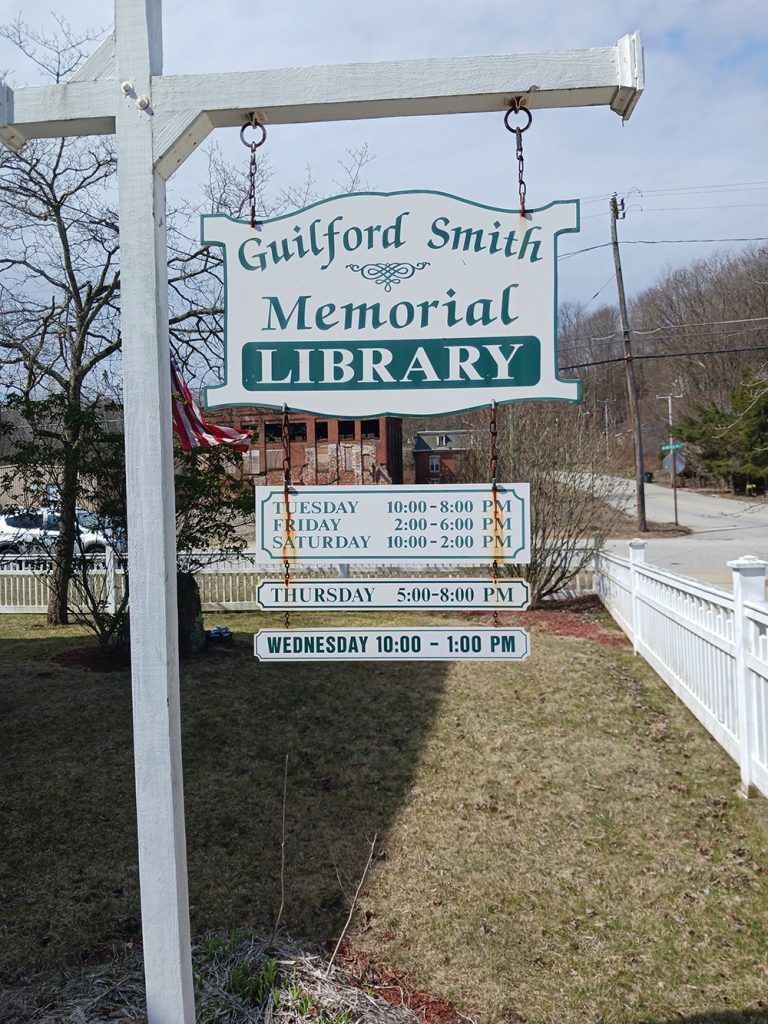 Guilford Smith
Memorial
LIBRARY
TUESDAY 10:00-8:00 PM
FRIDAY 2:00-6:00 PM
SATURDAY 10:00-2:00 PM
THURSDAY 5:00-8:00 PM
WEDNESDAY 10:00 - 1:00 PM